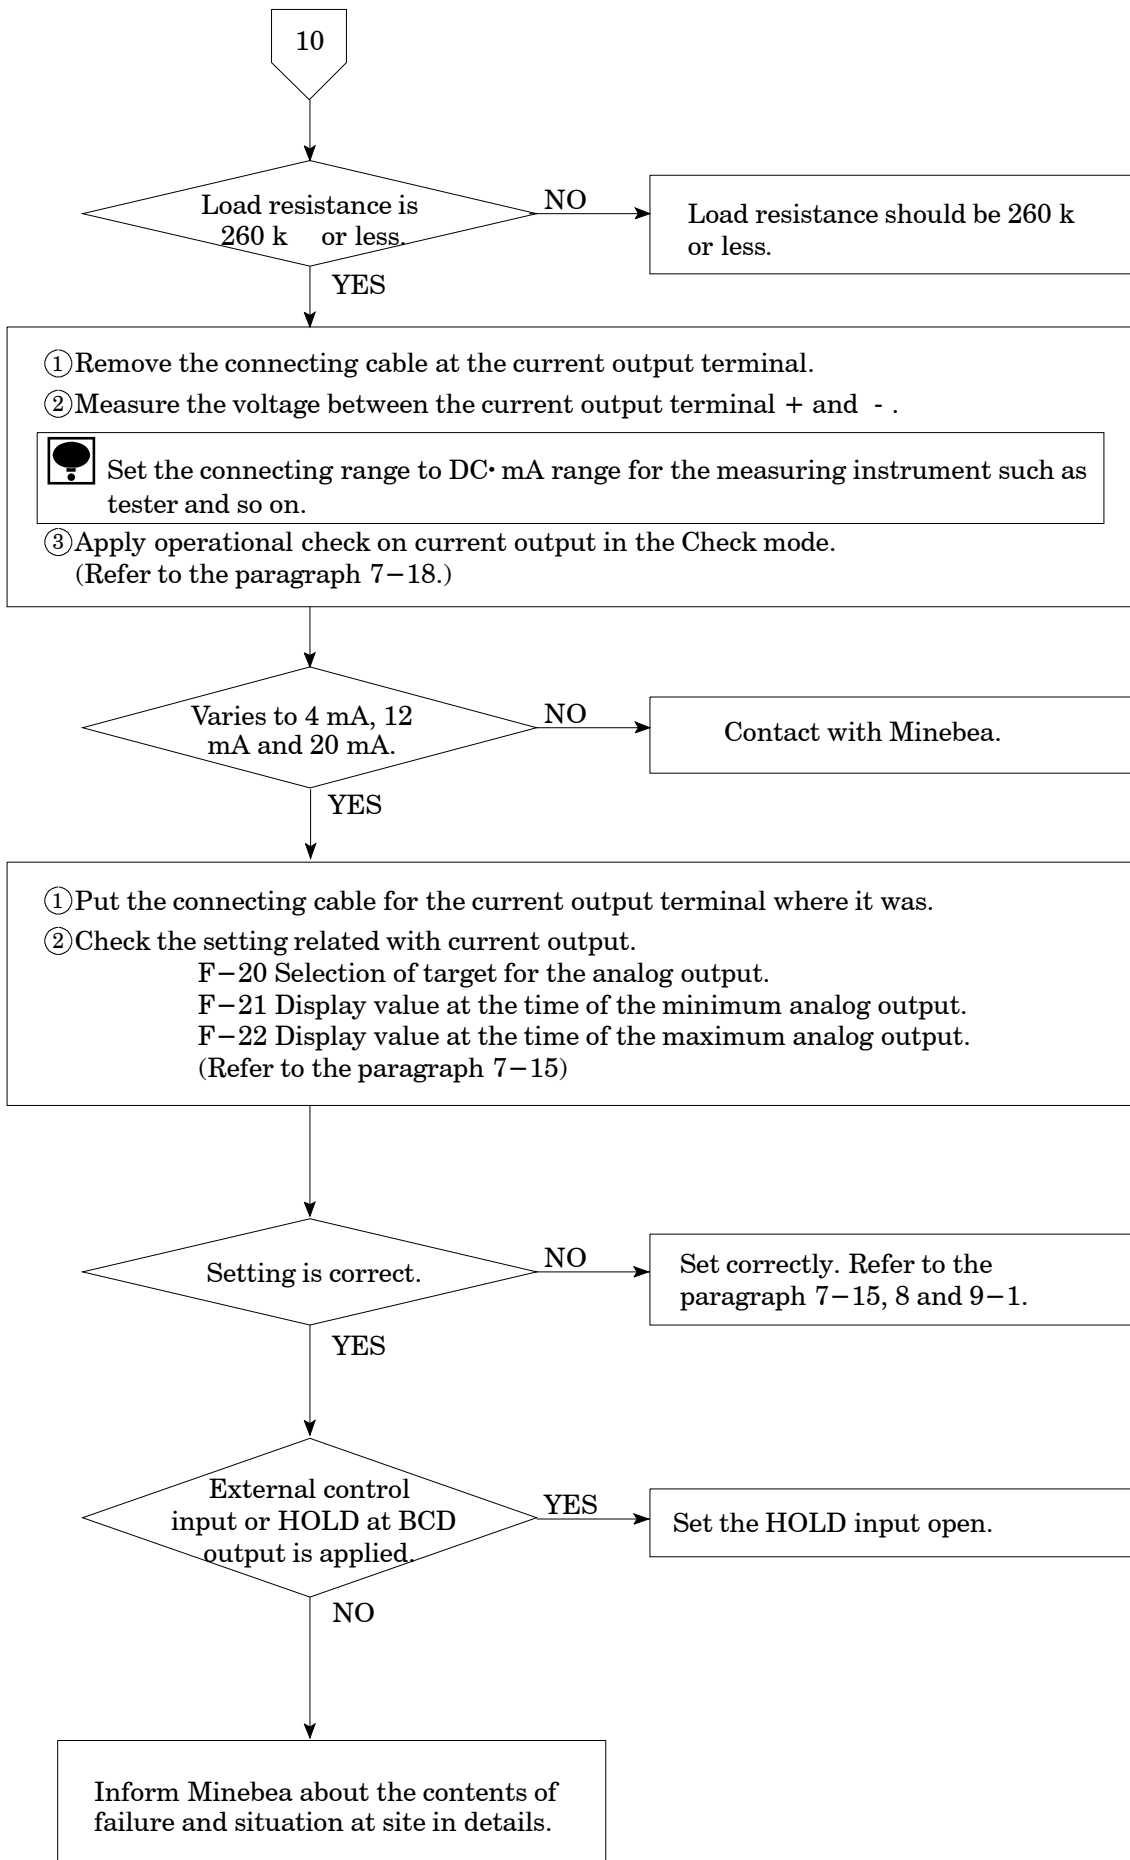 10
Load resistance is
260 k or less.
NO
Load resistance should be 260 k
or less.
YES
①Remove the connecting cable at the current output terminal.
②Measure the voltage between the current output terminal + and - .
Set the connecting range to DC• mA range for the measuring instrument such as
tester and so on.
③Apply operational check on current output in the Check mode.
(Refer to the paragraph 7−18.)
Varies to 4 mA, 12
mA and 20 mA.
NO
Contact with Minebea.
YES
①Put the connecting cable for the current output terminal where it was.
②Check the setting related with current output.
F−20 Selection of target for the analog output.
F−21 Display value at the time of the minimum analog output.
F−22 Display value at the time of the maximum analog output.
(Refer to the paragraph 7−15)
Setting is correct.
NO
Set correctly. Refer to the
paragraph 7−15, 8 and 9−1.
YES
External control
input or HOLD at BCD
output is applied.
YES
Set the HOLD input open.
NO
Inform Minebea about the contents of
failure and situation at site in details.